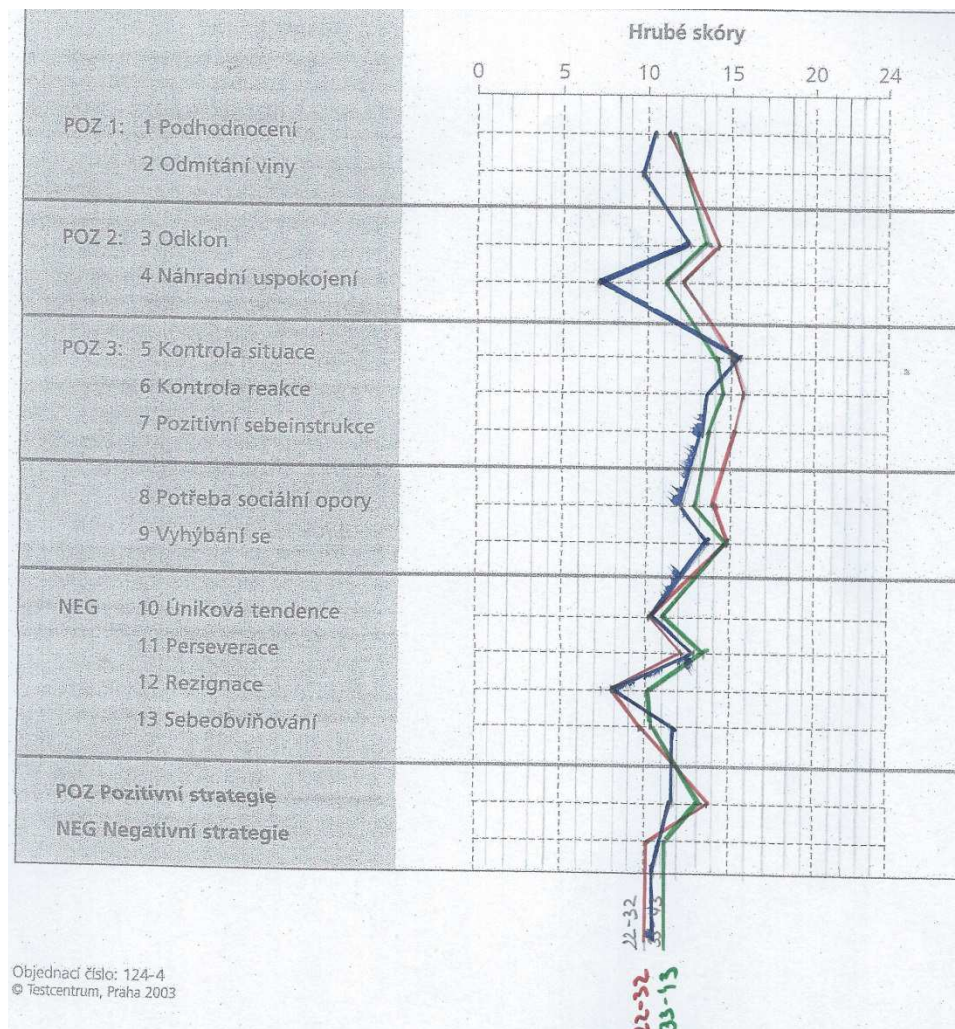 Hrubé skóry
0 5 10 15 20 24
POZ 1: 1 Podhodnocení
2 Odmítání viny
POZ 2: 3 Odklon
4 Náhradní uspokojení
POZ 3: 5 Kontrola situace
6 Kontrola reakce
7 Pozitivní sebeinstrukce
8 Potřeba sociální opory
9 Vyhýbání se
NEG 10 Úniková tendence
11 Perseverace
12 Rezignace
13 Sebeobviňování
POZ Pozitivní strategie
NEG Negativní strategie
22-32
33-43
Objednací číslo: 124-4
© Testcentrum, Praha 2003
22-32
33-43